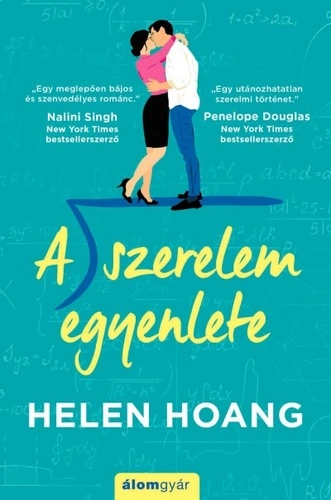 „Egy meglepően bájos
és szenvedélyes románc.”
Nalini Singh
New York Times
bestsellerszerző
„Egy utánozhatatlan
szerelmi történet.”
Penelope Douglas
New York Times
bestsellerszerző
A szerelem
egyenlete
HELEN HOANG
álomgyár